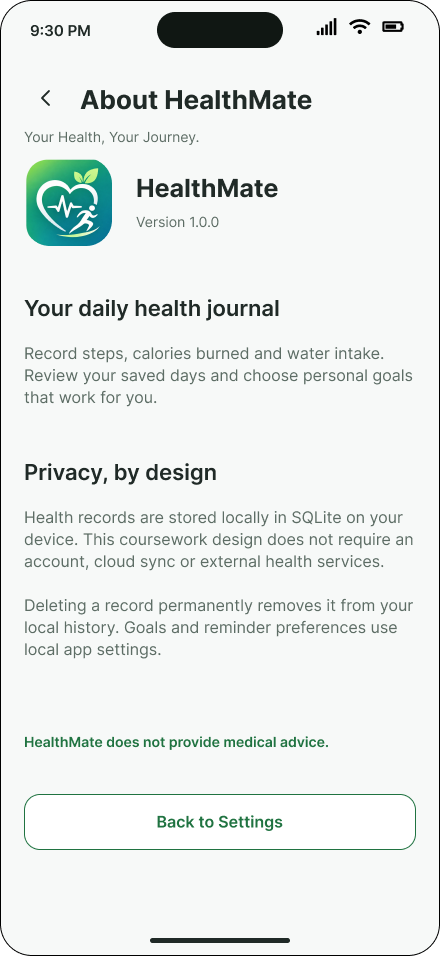 9:30 PM
About HealthMate
Your Health, Your Journey.
HealthMate
Version 1.0.0
Your daily health journal
Record steps, calories burned and water intake.
Review your saved days and choose personal goals
that work for you.
Privacy, by design
Health records are stored locally in SQLite on your
device. This coursework design does not require an
account, cloud sync or external health services.
Deleting a record permanently removes it from your
local history. Goals and reminder preferences use
local app settings.
HealthMate does not provide medical advice.
Back to Settings